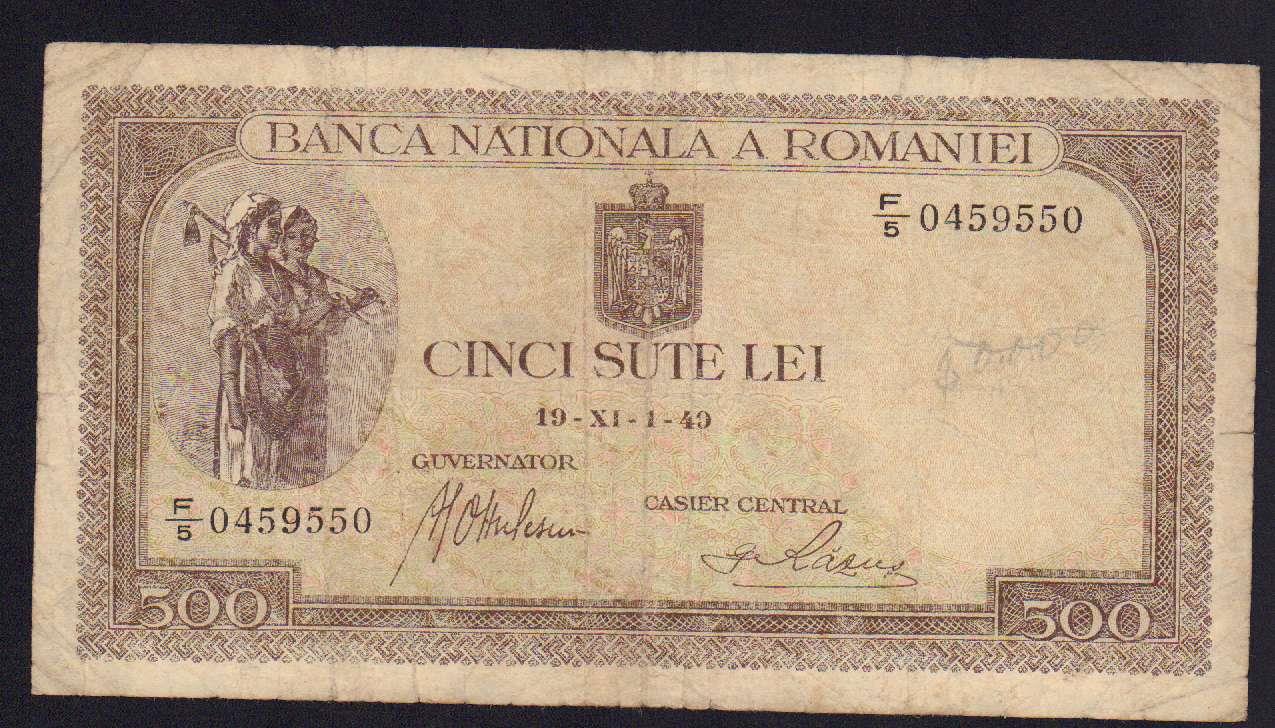 BANCA NATIONALA A ROMANIEI
F/5 0459550
CINCI SUTE LEI
19-XI-1-40
GUVERNATOR
CASIER CENTRAL
F/5 0459550
500
500